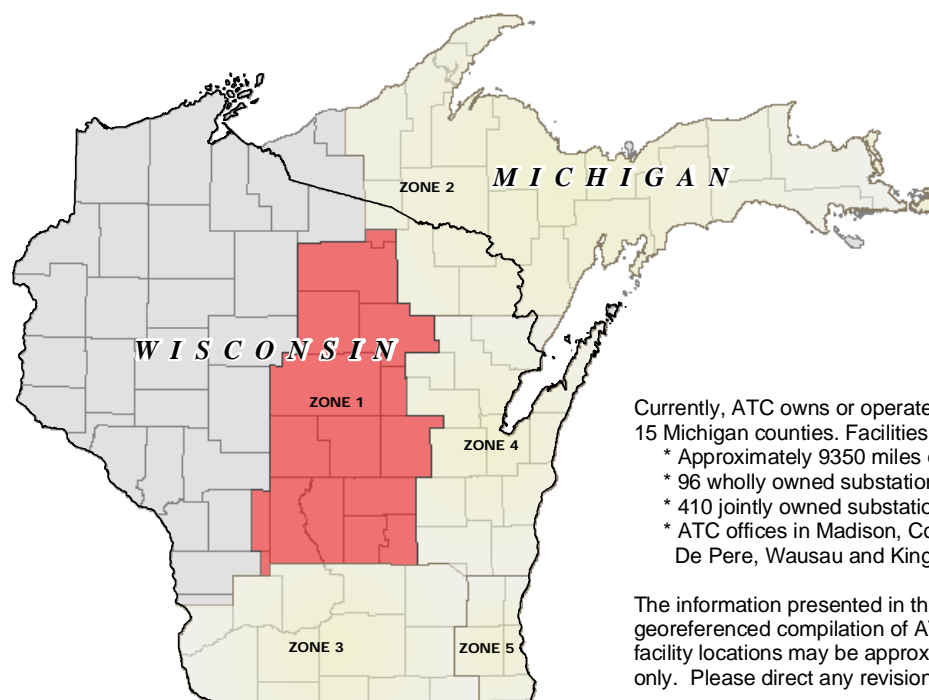 ZONE 2
MICHIGAN
WISCONSIN
ZONE 1
ZONE 4
ZONE 3
ZONE 5
Currently, ATC owns or operate
15 Michigan counties. Facilities
* Approximately 9350 miles
* 96 wholly owned substation
* 410 jointly owned substatio
* ATC offices in Madison, Co
De Pere, Wausau and King
The information presented in th
georeferenced compilation of A
facility locations may be approx
only. Please direct any revision